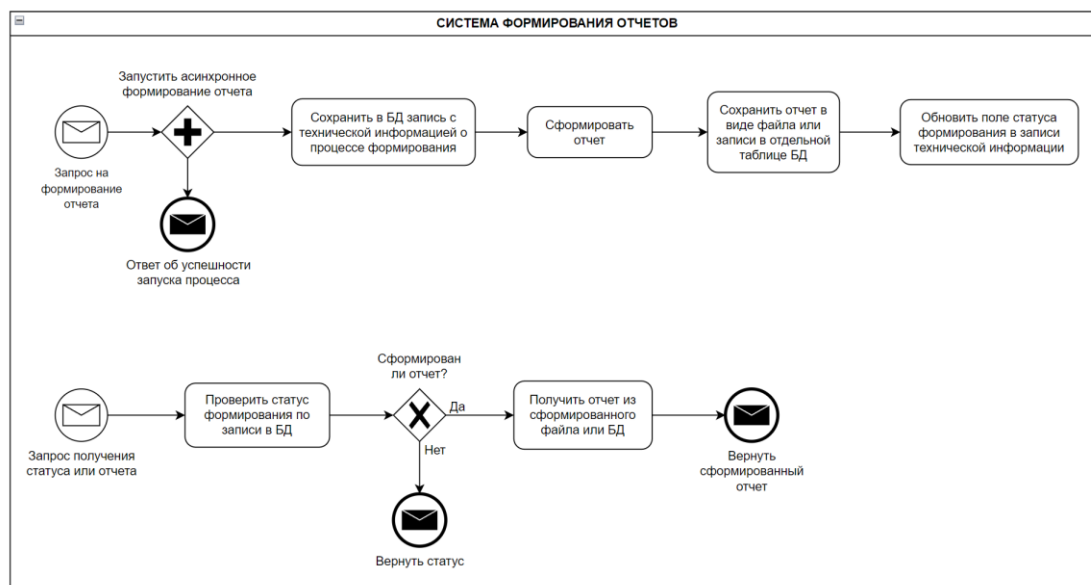 СИСТЕМА ФОРМИРОВАНИЯ ОТЧЕТОВ
Запустить асинхронное
формирование отчета
Запрос на
формирование
отчета
Ответ об успешности
запуска процесса
Сохранить в БД запись с
технической информацией о
процессе формирования
Сформировать
отчет
Сохранить отчет в
виде файла или
записи в отдельной
таблице БД
Обновить поле статуса
формирования в записи
технической информации
Запрос получения
статуса или отчета
Проверить статус
формирования по
записи в БД
Сформирован
ли отчет?
Да
Нет
Вернуть статус
Получить отчет из
сформированного
файла или БД
Вернуть
сформированный
отчет